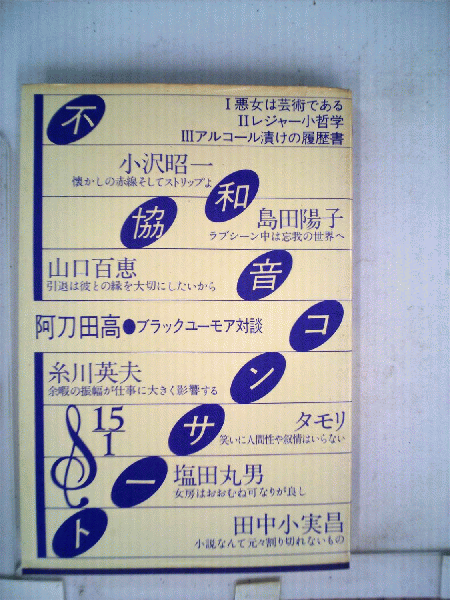 不協和音コンサート
I 悪女は芸術である
II レジャー小哲学
III アルコール漬けの履歴書
小沢昭一
懐かしの赤線そしてストリップよ
島田陽子
ラブシーン中は忘我の世界へ
山口百恵
引退は彼との縁を大切にしたいから
阿刀田高●ブラックユーモア対談
糸川英夫
余暇の振幅が仕事に大きく影響する
15/1
タモリ
笑いに人間性や叙情はいらない
塩田丸男
女房はおおむね可なりが良し
田中小実昌
小説なんて元々割り切れないもの